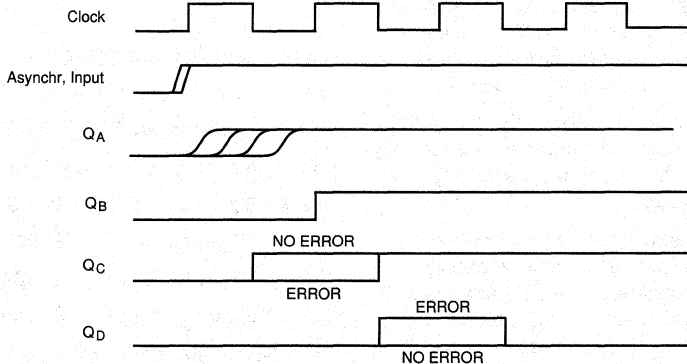 Clock
Asynchr, Input
QA
QB
NO ERROR
QC
ERROR
ERROR
QD
NO ERROR